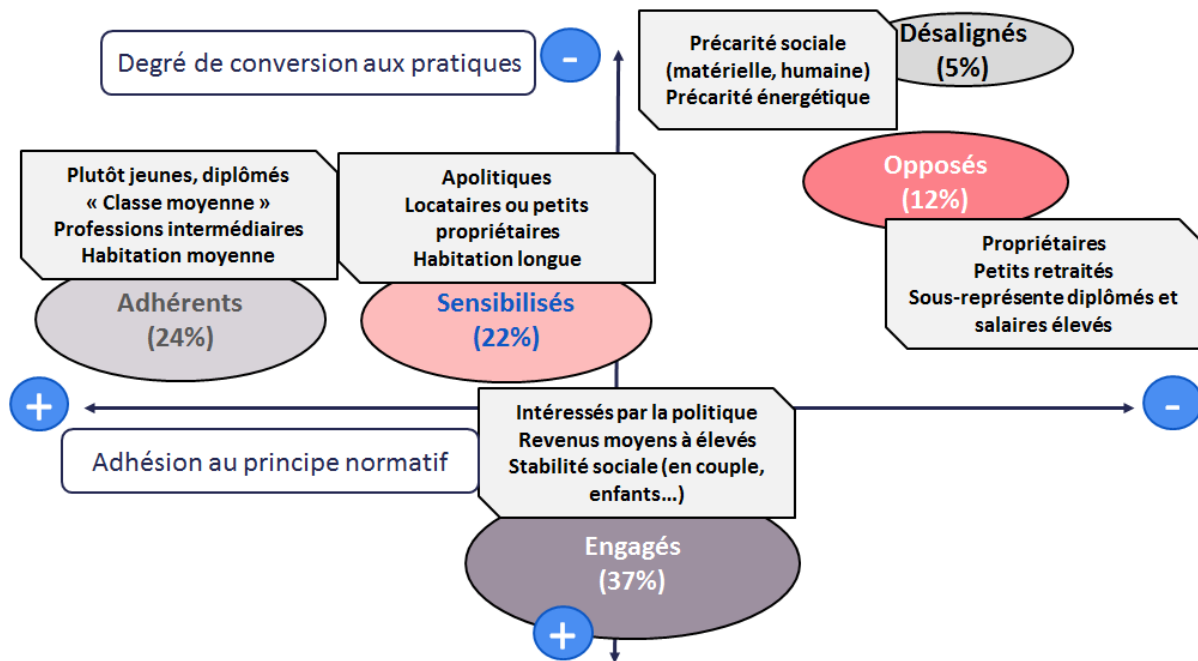 Degré de conversion aux pratiques
-
Précarité sociale
(matérielle, humaine)
Précarité énergétique
Désalignés
(5%)
Plutôt jeunes, diplômés
« Classe moyenne »
Professions intermédiaires
Habitation moyenne
Adhérents
(24%)
Apolitiques
Locataires ou petits
propriétaires
Habitation longue
Sensibilisés
(22%)
Opposés
(12%)
Propriétaires
Petits retraités
Sous-représente diplômés et
salaires élevés
+
-
Adhésion au principe normatif
Intéressés par la politique
Revenus moyens à élevés
Stabilité sociale (en couple,
enfants...)
Engagés
(37%)
+